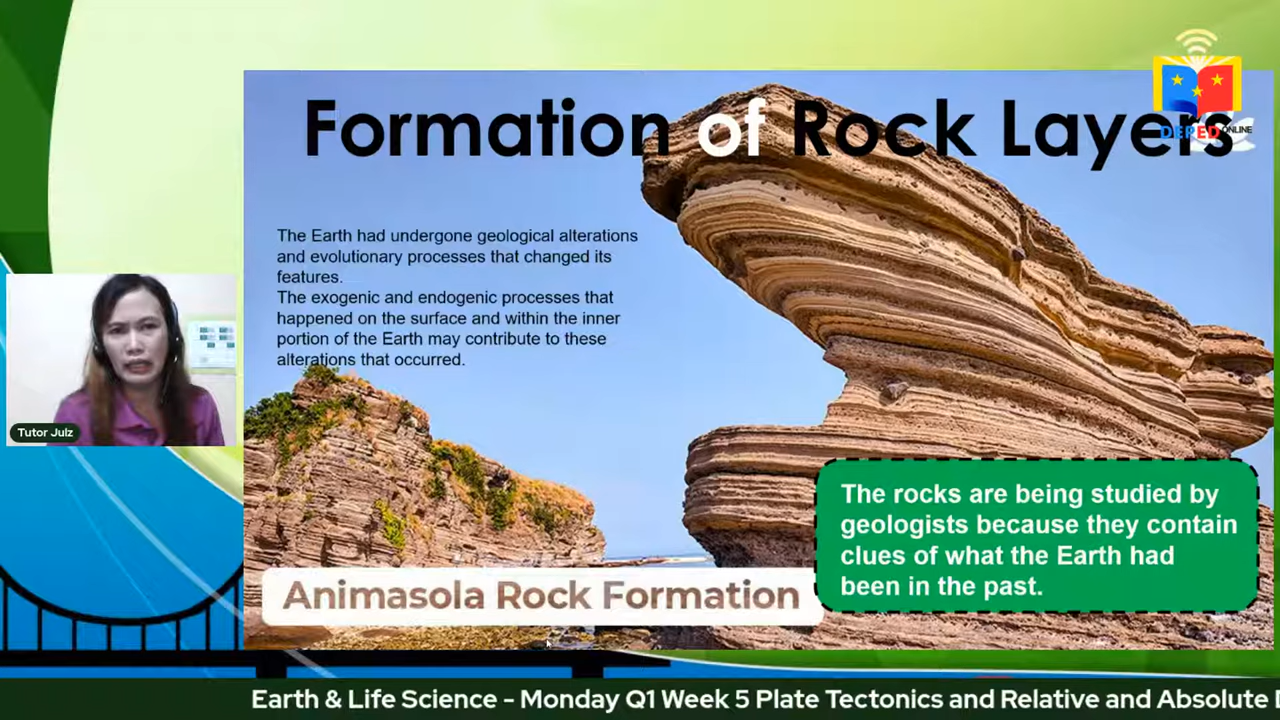 Formation of Rock Layers
DEPED ONLINE
The Earth had undergone geological alterations
and evolutionary processes that changed its
features.
The exogenic and endogenic processes that
happened on the surface and within the inner
portion of the Earth may contribute to these
alterations that occurred.
Tutor Julz
The rocks are being studied by
geologists because they contain
clues of what the Earth had
been in the past.
Animasola Rock Formation
Earth & Life Science - Monday Q1 Week 5 Plate Tectonics and Relative and Absolute